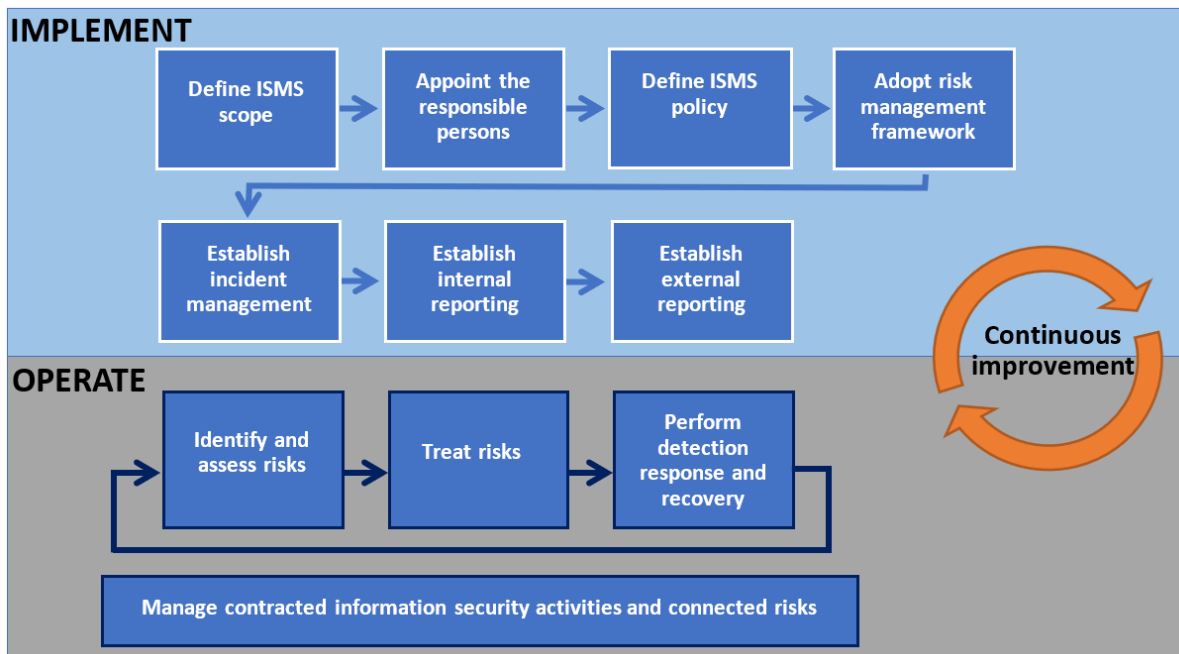 IMPLEMENT
Define ISMS
scope
Appoint the
responsible
persons
Define ISMS
policy
Adopt risk
management
framework
Establish
incident
management
Establish
internal
reporting
Establish
external
reporting
Continuous
improvement
OPERATE
Identify and
assess risks
Treat risks
Perform
detection
response and
recovery
Manage contracted information security activities and connected risks